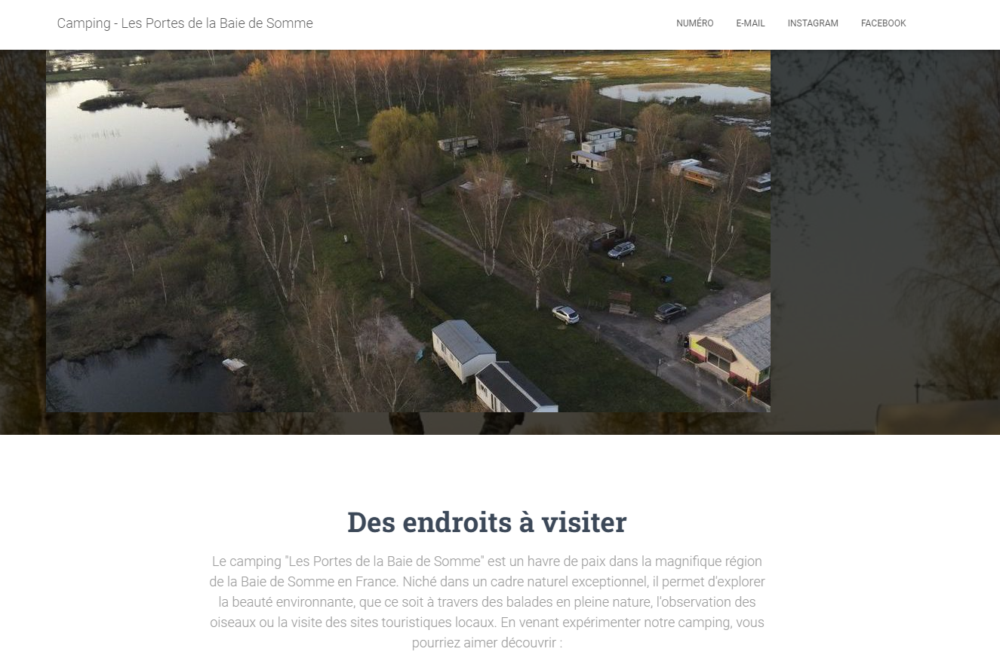 Camping - Les Portes de la Baie de Somme
NUMÉRO E-MAIL INSTAGRAM FACEBOOK
Des endroits à visiter
Le camping "Les Portes de la Baie de Somme" est un havre de paix dans la magnifique région
de la Baie de Somme en France. Niché dans un cadre naturel exceptionnel, il permet d'explorer
la beauté environnante, que ce soit à travers des balades en pleine nature, l'observation des
oiseaux ou la visite des sites touristiques locaux. En venant expérimenter notre camping, vous
pourriez aimer découvrir :